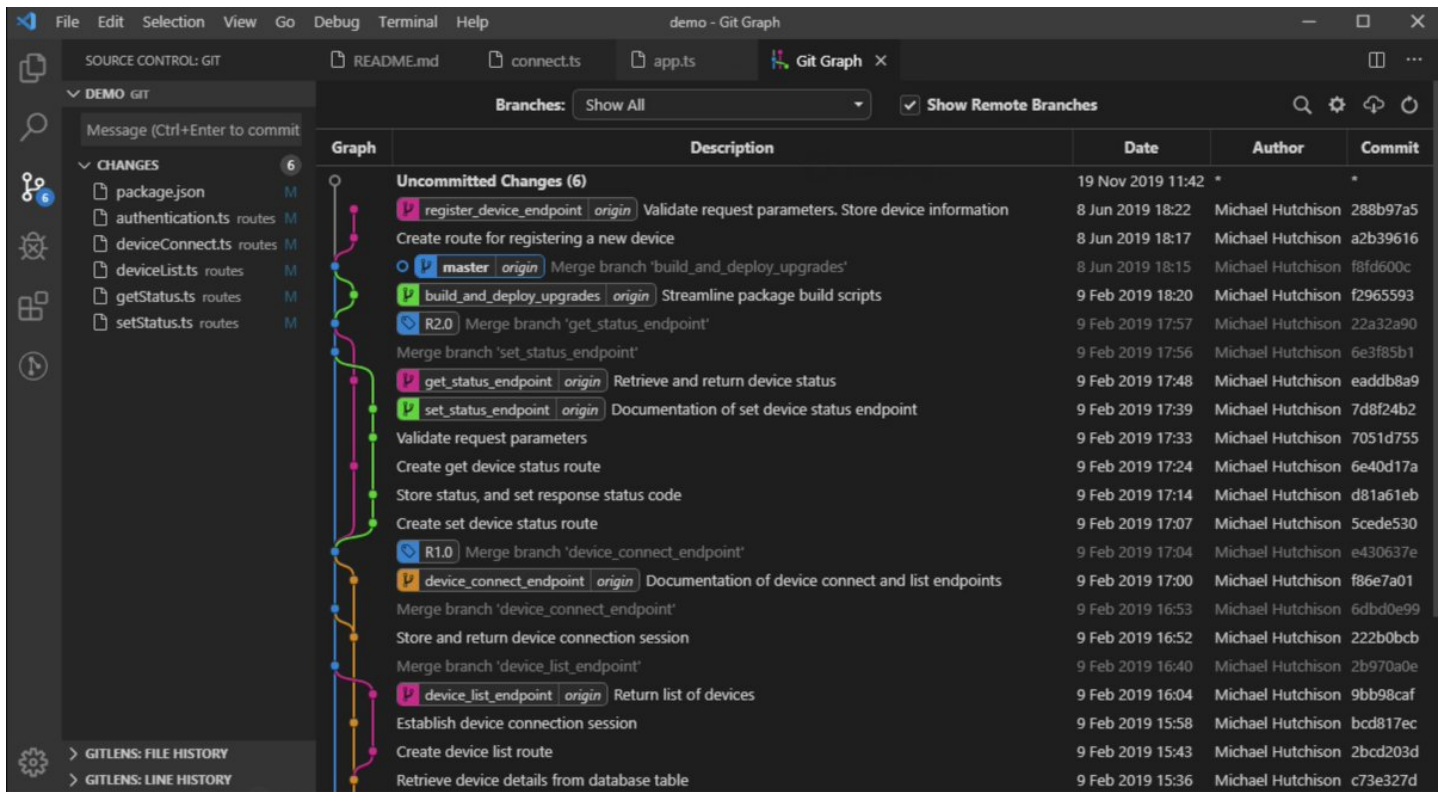 File Edit Selection View Go Debug Terminal Help demo - Git Graph
SOURCE CONTROL: GIT
README.md connect.ts app.ts Git Graph
DEMO GIT
Message (Ctrl+Enter to commit
CHANGES 6
package.json M
authentication.ts routes M
deviceConnect.ts routes M
deviceList.ts routes M
getStatus.ts routes M
setStatus.ts routes M
6
GITLENS: FILE HISTORY
GITLENS: LINE HISTORY
Branches: Show All Show Remote Branches
Graph Description Date Author Commit
Uncommitted Changes (6) 19 Nov 2019 11:42 * *
register_device_endpoint origin Validate request parameters. Store device information 8 Jun 2019 18:22 Michael Hutchison 288b97a5
Create route for registering a new device 8 Jun 2019 18:17 Michael Hutchison a2b39616
master origin Merge branch 'build_and_deploy_upgrades' 8 Jun 2019 18:15 Michael Hutchison f8fd600c
build_and_deploy_upgrades origin Streamline package build scripts 9 Feb 2019 18:20 Michael Hutchison f2965593
R2.0 Merge branch 'get_status_endpoint' 9 Feb 2019 17:57 Michael Hutchison 22a32a90
Merge branch 'set_status_endpoint' 9 Feb 2019 17:56 Michael Hutchison 6e3f85b1
get_status_endpoint origin Retrieve and return device status 9 Feb 2019 17:48 Michael Hutchison eaddb8a9
set_status_endpoint origin Documentation of set device status endpoint 9 Feb 2019 17:39 Michael Hutchison 7d8f24b2
Validate request parameters 9 Feb 2019 17:33 Michael Hutchison 7051d755
Create get device status route 9 Feb 2019 17:24 Michael Hutchison 6e40d17a
Store status, and set response status code 9 Feb 2019 17:14 Michael Hutchison d81a61eb
Create set device status route 9 Feb 2019 17:07 Michael Hutchison 5cede530
R1.0 Merge branch 'device_connect_endpoint' 9 Feb 2019 17:04 Michael Hutchison e430637e
device_connect_endpoint origin Documentation of device connect and list endpoints 9 Feb 2019 17:00 Michael Hutchison f86e7a01
Merge branch 'device_connect_endpoint' 9 Feb 2019 16:53 Michael Hutchison 6dbd0e99
Store and return device connection session 9 Feb 2019 16:52 Michael Hutchison 222b0bcb
Merge branch 'device_list_endpoint' 9 Feb 2019 16:40 Michael Hutchison 2b970a0e
device_list_endpoint origin Return list of devices 9 Feb 2019 16:04 Michael Hutchison 9bb98caf
Establish device connection session 9 Feb 2019 15:58 Michael Hutchison bcd817ec
Create device list route 9 Feb 2019 15:43 Michael Hutchison 2bcd203d
Retrieve device details from database table 9 Feb 2019 15:36 Michael Hutchison c73e327d